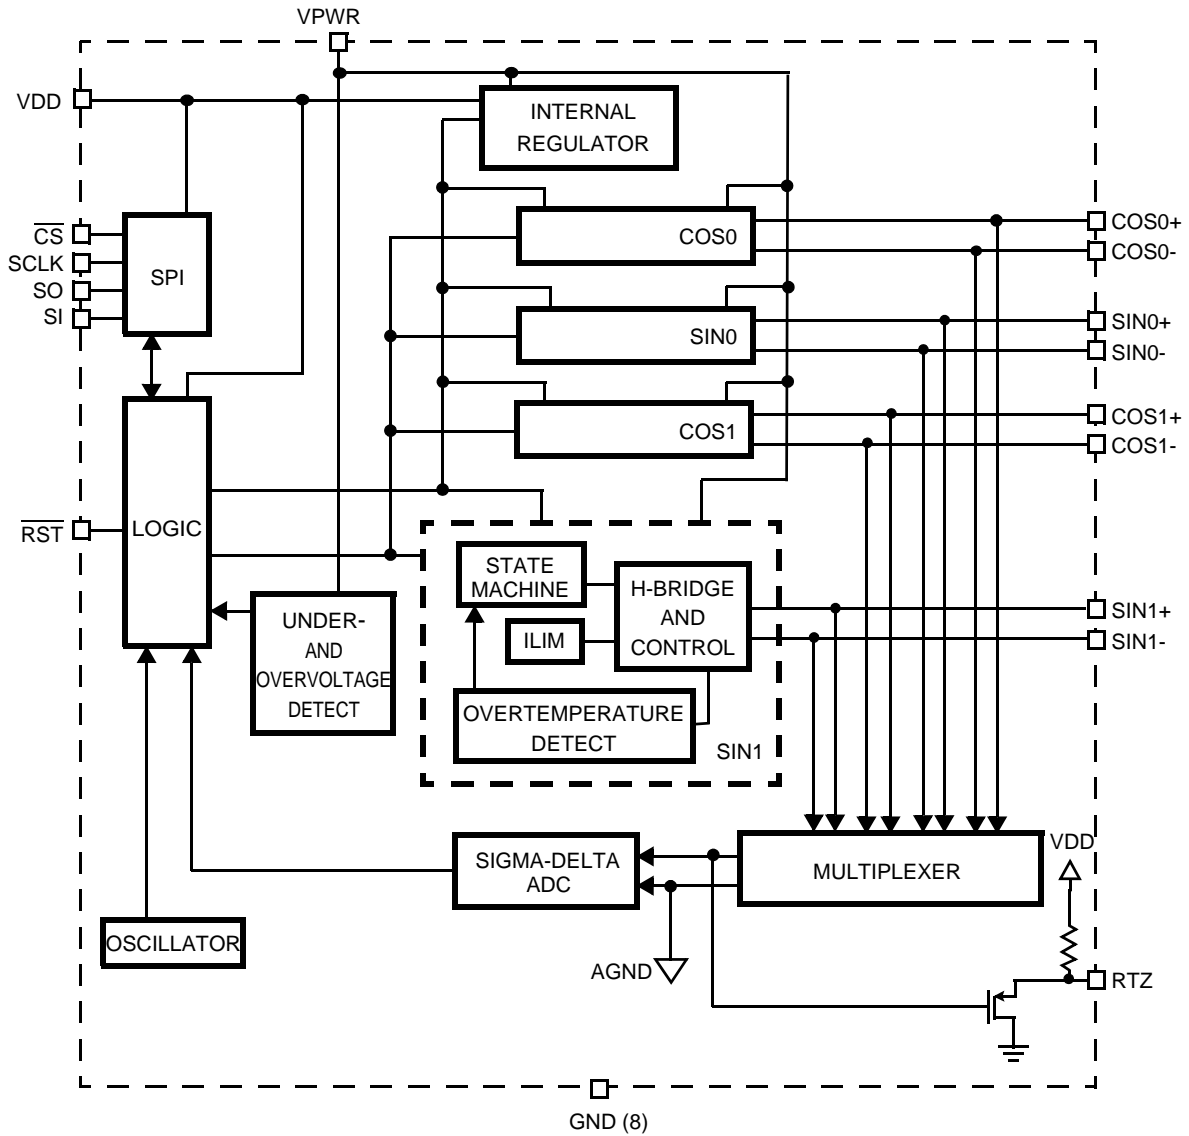 VPWR
VDD
INTERNAL
REGULATOR
CS
SCLK
SO
SI
SPI
COS0
COS0+
COS0-
SIN0
SIN0+
SIN0-
COS1
COS1+
COS1-
RST
LOGIC
STATE
MACHINE
H-BRIDGE
AND
CONTROL
ILIM
SIN1+
SIN1-
UNDER-
AND
OVERVOLTAGE
DETECT
OVERTEMPERATURE
DETECT
SIN1
SIGMA-DELTA
ADC
MULTIPLEXER
VDD
OSCILLATOR
AGND
RTZ
GND (8)